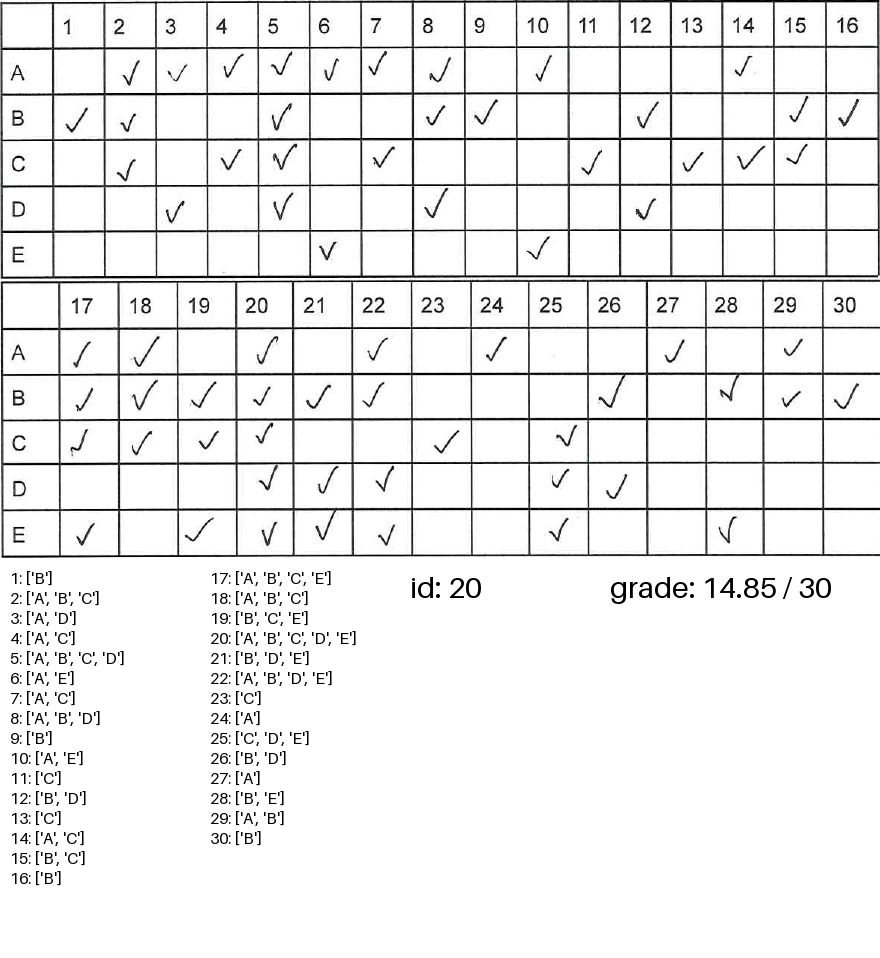 1 2 3 4 5 6 7 8 9 10 11 12 13 14 15 16
A ✓ ✓ ✓ ✓ ✓ ✓ ✓ ✓ ✓
B ✓ ✓ ✓ ✓ ✓ ✓ ✓ ✓
C ✓ ✓ ✓ ✓ ✓ ✓ ✓ ✓
D ✓ ✓ ✓ ✓
E ✓ ✓
17 18 19 20 21 22 23 24 25 26 27 28 29 30
A ✓ ✓ ✓ ✓ ✓ ✓ ✓
B ✓ ✓ ✓ ✓ ✓ ✓ ✓ ✓ ✓ ✓
C ✓ ✓ ✓ ✓ ✓ ✓
D ✓ ✓ ✓ ✓ ✓
E ✓ ✓ ✓ ✓ ✓ ✓ ✓
1: ['B']
2: ['A', 'B', 'C']
3: ['A', 'D']
4: ['A', 'C']
5: ['A', 'B', 'C', 'D']
6: ['A', 'E']
7: ['A', 'C']
8: ['A', 'B', 'D']
9: ['B']
10: ['A', 'E']
11: ['C']
12: ['B', 'D']
13: ['C']
14: ['A', 'C']
15: ['B', 'C']
16: ['B']
17: ['A', 'B', 'C', 'E']
18: ['A', 'B', 'C']
19: ['B', 'C', 'E']
20: ['A', 'B', 'C', 'D', 'E']
21: ['B', 'D', 'E']
22: ['A', 'B', 'D', 'E']
23: ['C']
24: ['A']
25: ['C', 'D', 'E']
26: ['B', 'D']
27: ['A']
28: ['B', 'E']
29: ['A', 'B']
30: ['B']
id: 20
grade: 14.85 / 30